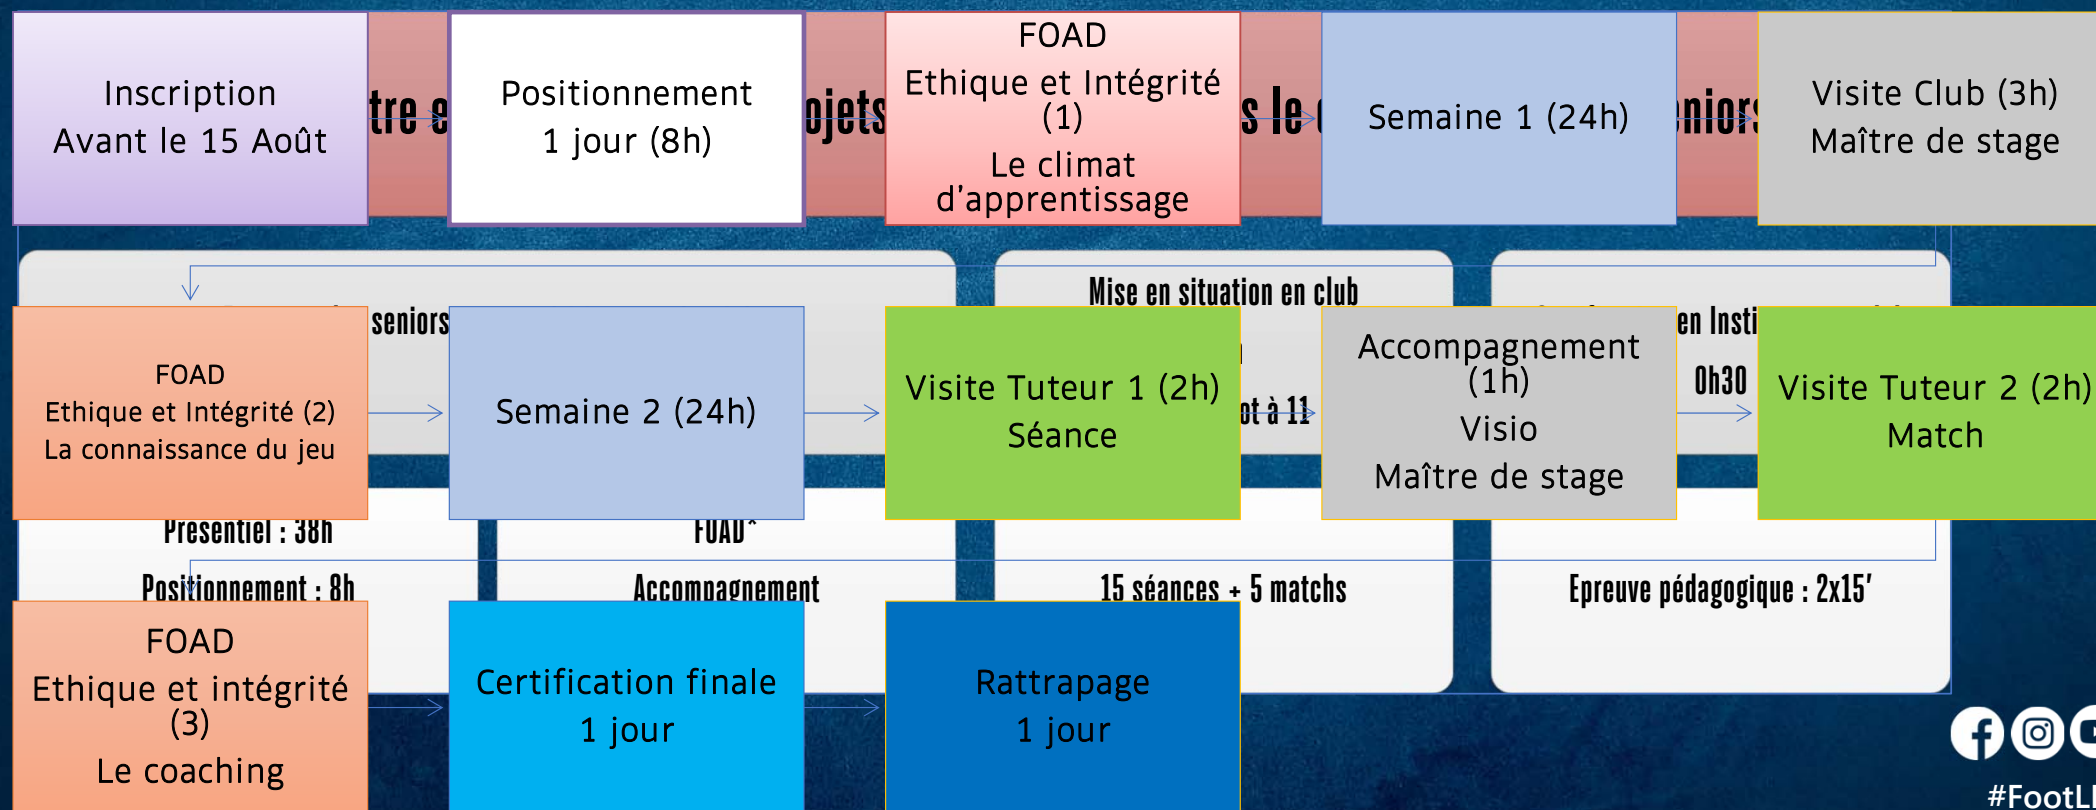 Inscription
Avant le 15 Août
Positionnement
1 jour (8h)
FOAD
Ethique et Intégrité
(1)
Le climat
d’apprentissage
Semaine 1 (24h)
Visite Club (3h)
Maître de stage
seniors
Mise en situation en club
en
à 11
0h30
FOAD
Ethique et Intégrité (2)
La connaissance du jeu
Semaine 2 (24h)
Visite Tuteur 1 (2h)
Séance
Accompagnement
(1h)
Visio
Maître de stage
Visite Tuteur 2 (2h)
Match
Présentiel : 38h
Positionnement : 8h
FOAD*
Accompagnement
15 séances + 5 matchs
Epreuve pédagogique : 2x15’
FOAD
Ethique et intégrité
(3)
Le coaching
Certification finale
1 jour
Rattrapage
1 jour